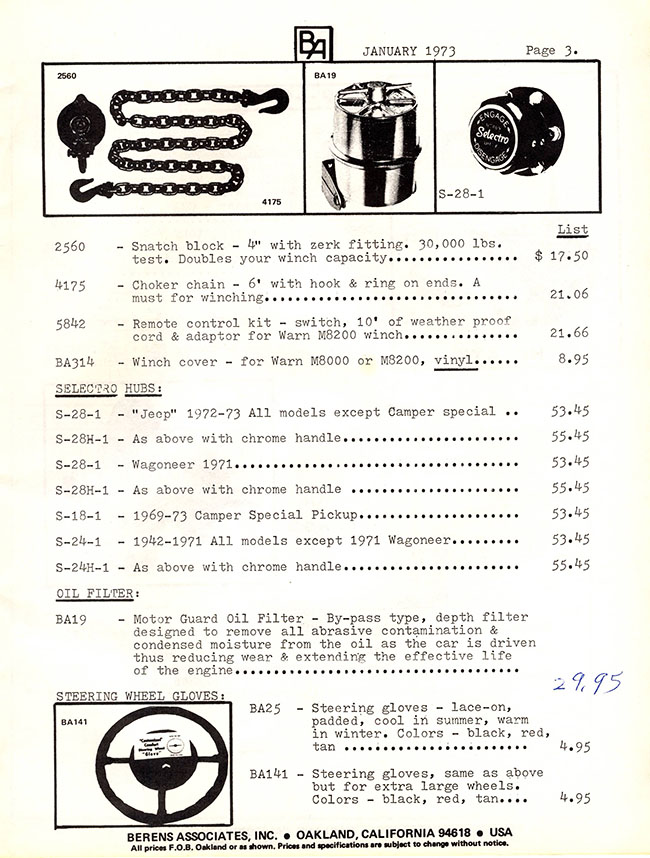 BA
JANUARY 1973 Page 3.
2560
4175
BA19
ENGAGE
Selectro
DISENGAGE
S-28-1
List
2560 - Snatch block - 4" with zerk fitting. 30,000 lbs.
test. Doubles your winch capacity................. $ 17.50
4175 - Choker chain - 6' with hook & ring on ends. A
must for winching................................. 21.06
5842 - Remote control kit - switch, 10' of weather proof
cord & adaptor for Warn M8200 winch............... 21.66
BA314 - Winch cover - for Warn M8000 or M8200, vinyl...... 8.95
SELECTRO HUBS:
S-28-1 - "Jeep" 1972-73 All models except Camper special .. 53.45
S-28H-1 - As above with chrome handle....................... 55.45
S-28-1 - Wagoneer 1971..................................... 53.45
S-28H-1 - As above with chrome handle ...................... 55.45
S-18-1 - 1969-73 Camper Special Pickup..................... 53.45
S-24-1 - 1942-1971 All models except 1971 Wagoneer......... 53.45
S-24H-1 - As above with chrome handle....................... 55.45
OIL FILTER:
BA19 - Motor Guard Oil Filter - By-pass type, depth filter
designed to remove all abrasive contamination &
condensed moisture from the oil as the car is driven
thus reducing wear & extending the effective life
of the engine..................................... 29.95
STEERING WHEEL GLOVES:
BA141
"Customized"
Comfort
Steering Wheel
"Glove"
BA25 - Steering gloves - lace-on,
padded, cool in summer, warm
in winter. Colors - black, red,
tan ........................ 4.95
BA141 - Steering gloves, same as above
but for extra large wheels.
Colors - black, red, tan.... 4.95
BERENS ASSOCIATES, INC. ● OAKLAND, CALIFORNIA 94618 ● USA
All prices F.O.B. Oakland or as shown. Prices and specifications are subject to change without notice.